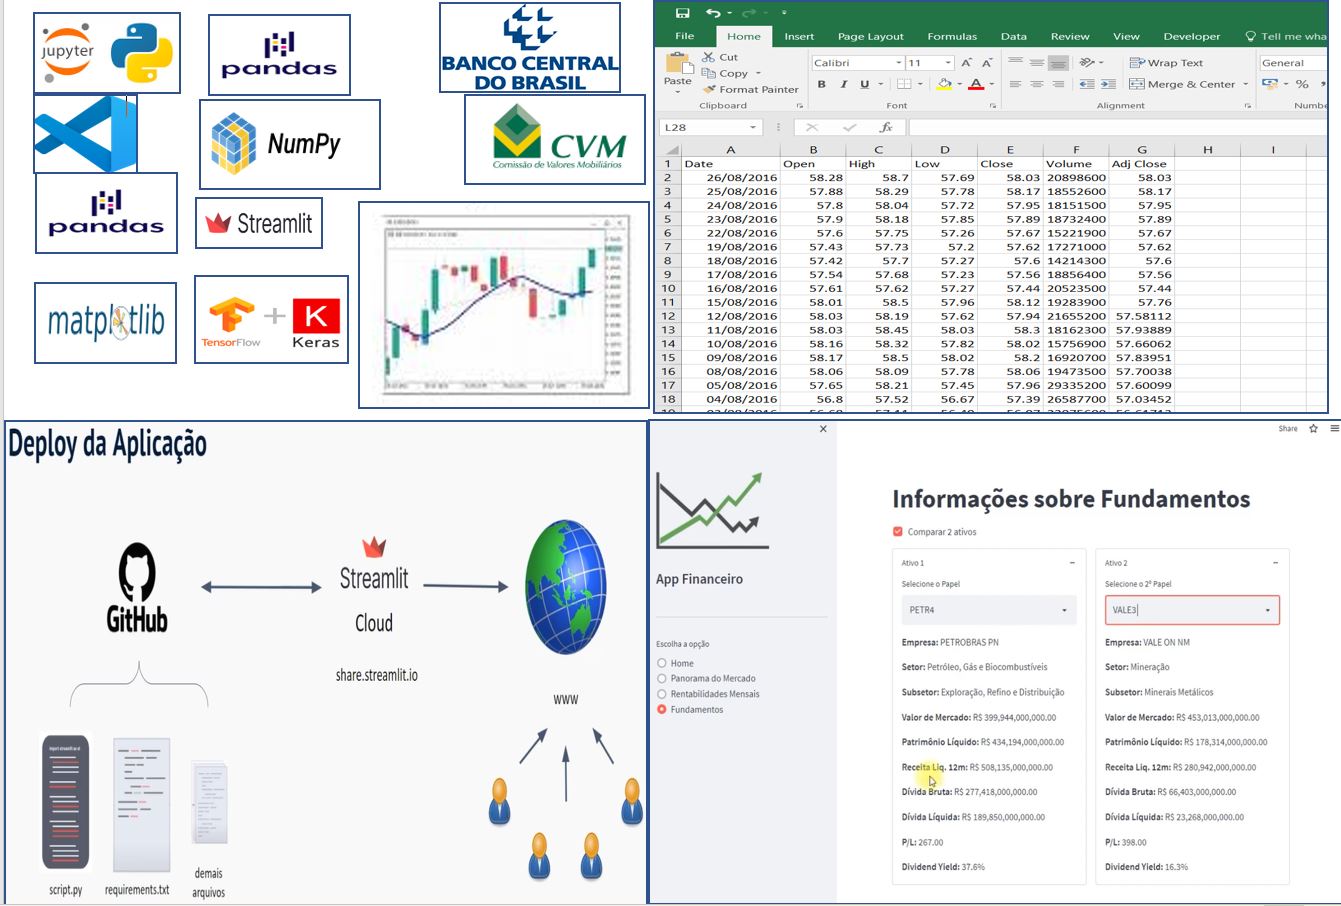 jupyter
pandas
BANCO CENTRAL
DO BRASIL
NumPy
CVM
Comissão de Valores Mobiliários
pandas
Streamlit
matplotlib
TensorFlow
+
K
Keras
File Home Insert Page Layout Formulas Data Review View Developer Tell me wha
Paste
Cut
Copy
Format Painter
Clipboard
Calibri 11
B I U
Font
Wrap Text
Merge & Center
Alignment
General
%
Numb
L28
fx
A B C D E F G H I
1 Date Open High Low Close Volume Adj Close
2 26/08/2016 58.28 58.7 57.69 58.03 20898600 58.03
3 25/08/2016 57.88 58.29 57.78 58.17 18552600 58.17
4 24/08/2016 57.8 58.04 57.72 57.95 18151500 57.95
5 23/08/2016 57.9 58.18 57.85 57.89 18732400 57.89
6 22/08/2016 57.6 57.75 57.26 57.67 15221900 57.67
7 19/08/2016 57.43 57.73 57.2 57.62 17271000 57.62
8 18/08/2016 57.42 57.7 57.27 57.6 14214300 57.6
9 17/08/2016 57.54 57.68 57.23 57.56 18856400 57.56
10 16/08/2016 57.61 57.62 57.27 57.44 20523500 57.44
11 15/08/2016 58.01 58.5 57.96 58.12 19283900 57.76
12 12/08/2016 58.03 58.19 57.62 57.94 21655200 57.58112
13 11/08/2016 58.03 58.45 58.03 58.3 18162300 57.93889
14 10/08/2016 58.16 58.32 57.82 58.02 15756900 57.66062
15 09/08/2016 58.17 58.5 58.02 58.2 16920700 57.83951
16 08/08/2016 58.06 58.09 57.78 58.06 19473500 57.70038
17 05/08/2016 57.65 58.21 57.45 57.96 29335200 57.60099
18 04/08/2016 56.8 57.52 56.67 57.39 26587700 57.03452
Deploy da Aplicação
GitHub
Streamlit
Cloud
share.streamlit.io
www
script.py
requirements.txt
demais
arquivos
Share
App Financeiro
Escolha a opção
Home
Panorama do Mercado
Rentabilidades Mensais
Fundamentos
Informações sobre Fundamentos
Comparar 2 ativos
Ativo 1
Selecione o Papel
PETR4
Empresa: PETROBRAS PN
Setor: Petróleo, Gás e Biocombustíveis
Subsetor: Exploração, Refino e Distribuição
Valor de Mercado: R$ 399,944,000,000.00
Patrimônio Líquido: R$ 434,194,000,000.00
Receita Liq. 12m: R$ 508,135,000,000.00
Dívida Bruta: R$ 277,418,000,000.00
Dívida Líquida: R$ 189,850,000,000.00
P/L: 267.00
Dividend Yield: 37.6%
Ativo 2
Selecione o 2º Papel
VALE3
Empresa: VALE ON NM
Setor: Mineração
Subsetor: Minerais Metálicos
Valor de Mercado: R$ 453,013,000,000.00
Patrimônio Líquido: R$ 178,314,000,000.00
Receita Liq. 12m: R$ 280,942,000,000.00
Dívida Bruta: R$ 66,403,000,000.00
Dívida Líquida: R$ 23,268,000,000.00
P/L: 398.00
Dividend Yield: 16.3%